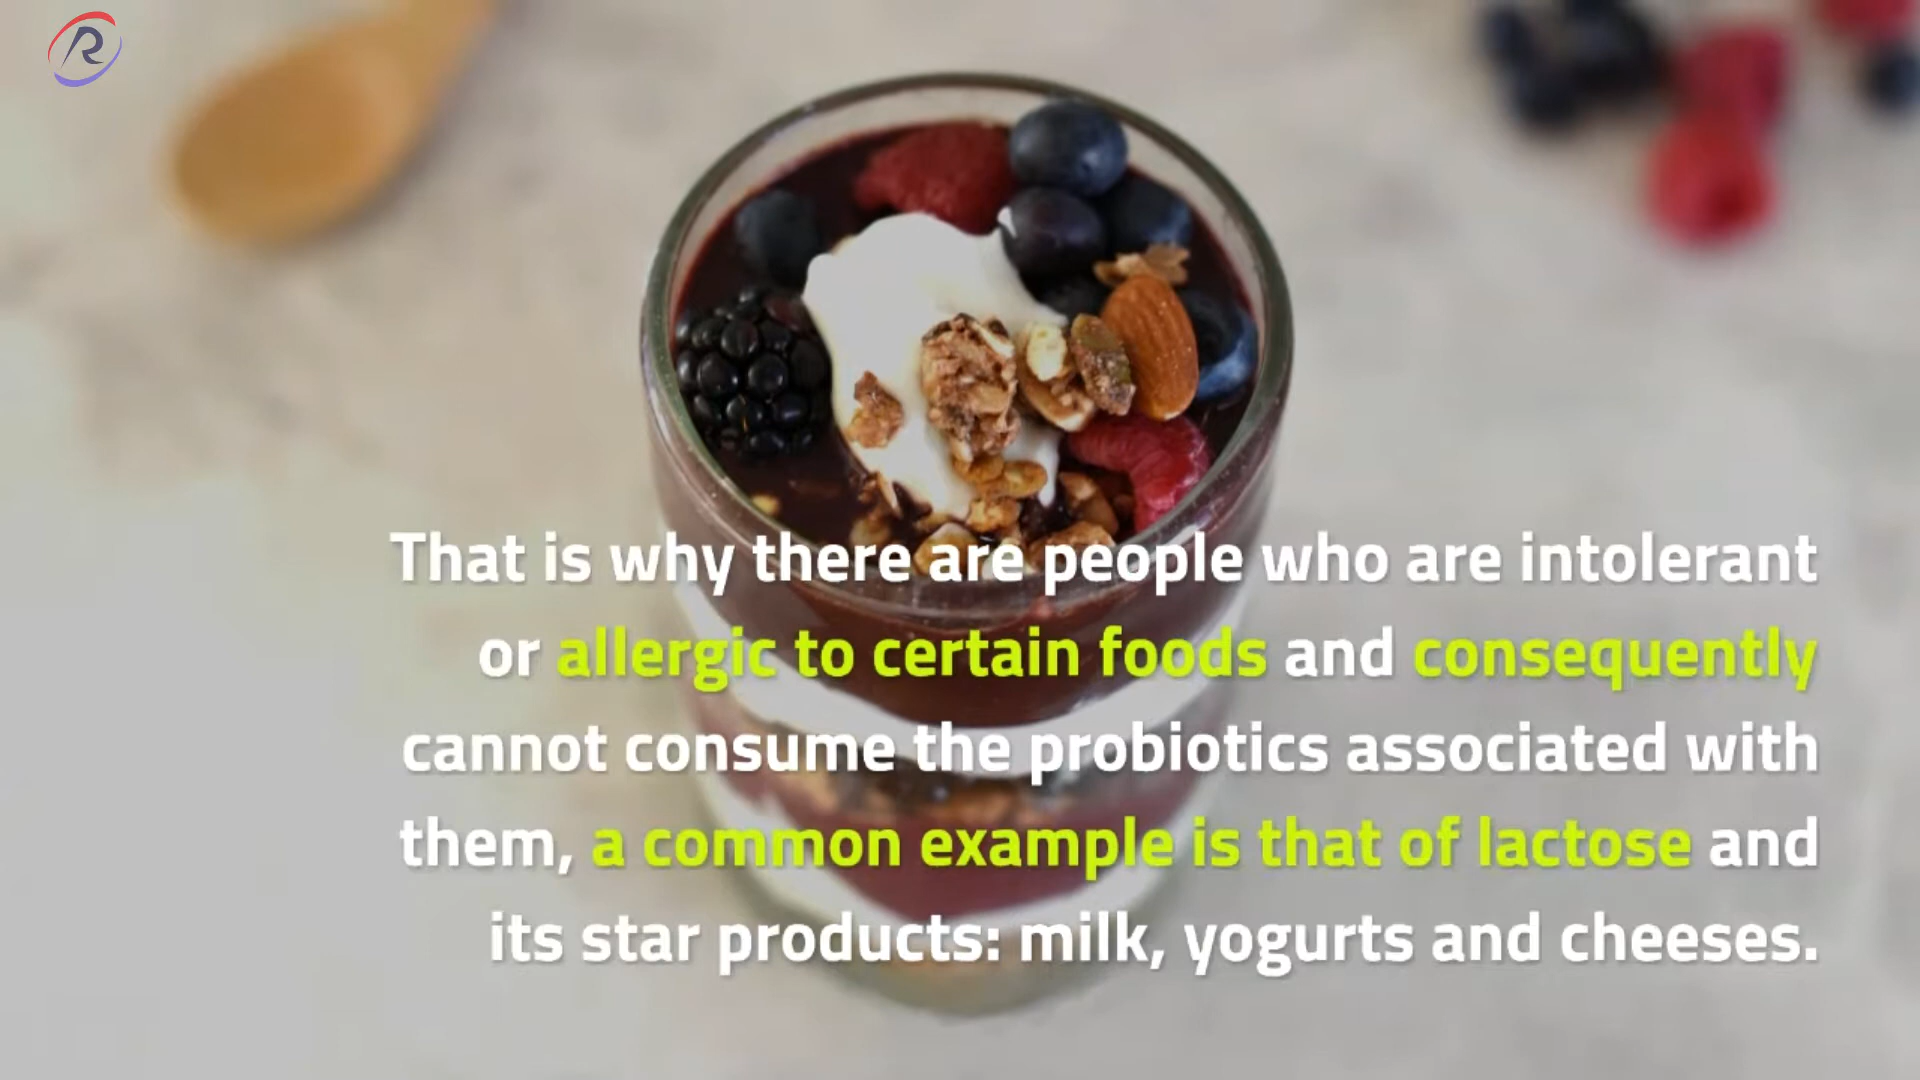 R
That is why there are people who are intolerant
or allergic to certain foods and consequently
cannot consume the probiotics associated with
them, a common example is that of lactose and
its star products: milk, yogurts and cheeses.